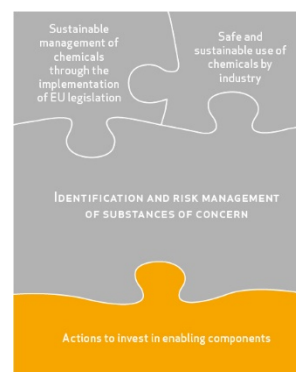 Sustainable
management of
chemicals
through the
implementation
of EU legislation
Safe and
sustainable use of
chemicals by
industry
IDENTIFICATION AND RISK MANAGEMENT
OF SUBSTANCES OF CONCERN
Actions to invest in enabling components